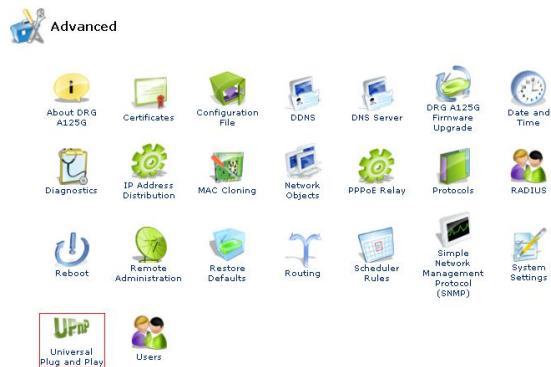 Advanced
About DRG
A125G
Certificates
Configuration
File
DDNS
DNS Server
DRG A125G
Firmware
Upgrade
Date and
Time
Diagnostics
IP Address
Distribution
MAC Cloning
Network
Objects
PPPoE Relay
Protocols
RADIUS
Reboot
Remote
Administration
Restore
Defaults
Routing
Scheduler
Rules
Simple
Network
Management
Protocol
(SNMP)
System
Settings
UPnP
Universal
Plug and Play
Users